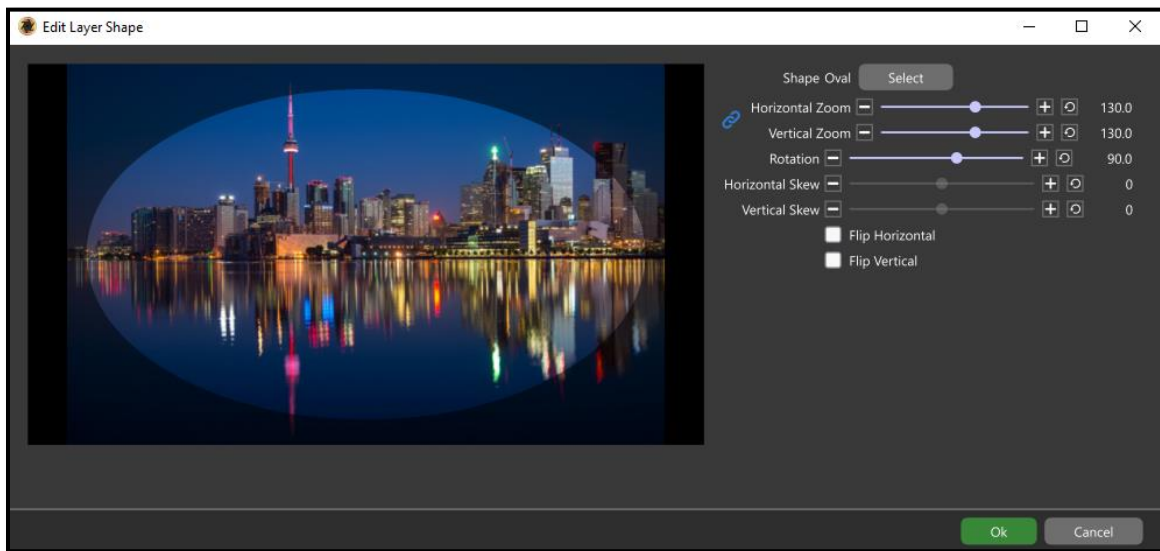 Edit Layer Shape
Shape Oval Select
Horizontal Zoom 130.0
Vertical Zoom 130.0
Rotation 90.0
Horizontal Skew 0
Vertical Skew 0
Flip Horizontal
Flip Vertical
Ok Cancel